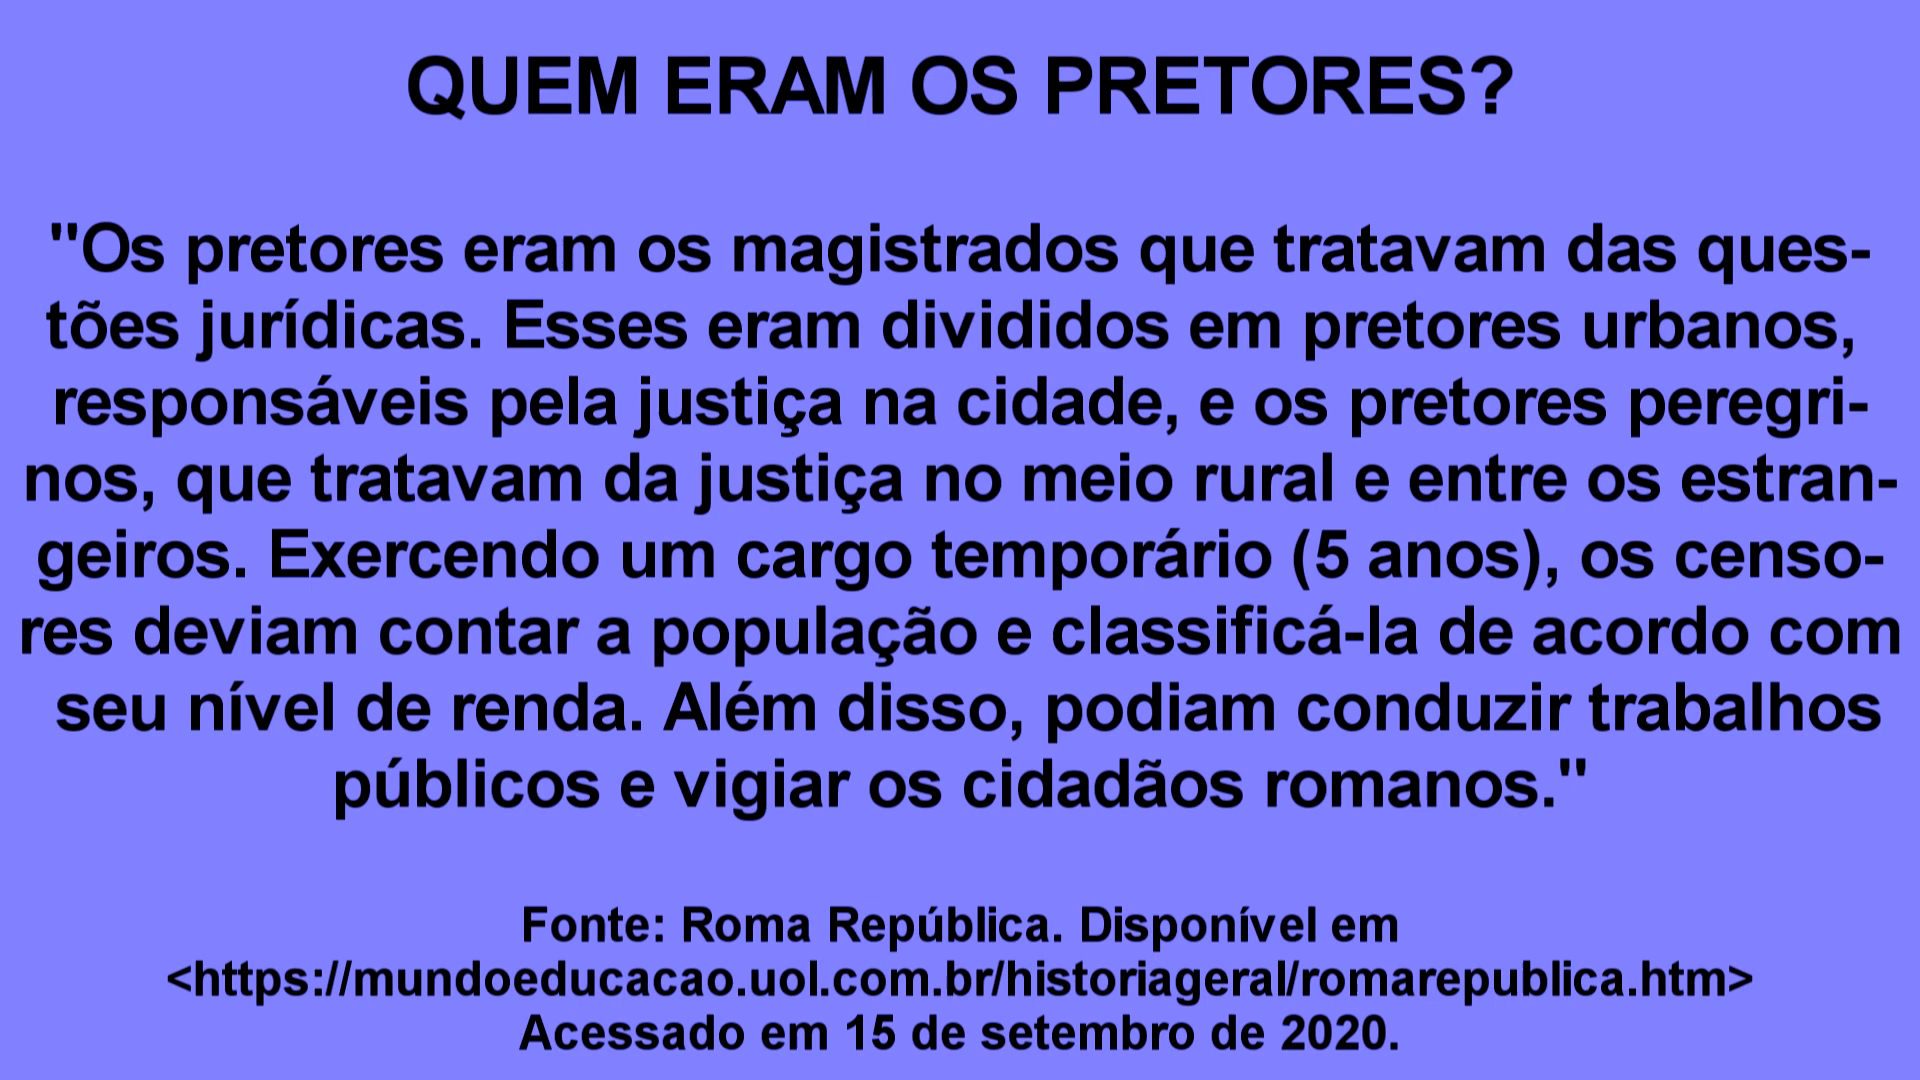 QUEM ERAM OS PRETORES?
"Os pretores eram os magistrados que tratavam das ques-
tões jurídicas. Esses eram divididos em pretores urbanos,
responsáveis pela justiça na cidade, e os pretores peregri-
nos, que tratavam da justiça no meio rural e entre os estran-
geiros. Exercendo um cargo temporário (5 anos), os censo-
res deviam contar a população e classificá-la de acordo com
seu nível de renda. Além disso, podiam conduzir trabalhos
públicos e vigiar os cidadãos romanos."
Fonte: Roma República. Disponível em
<https://mundoeducacao.uol.com.br/historiageral/romarepublica.htm>
Acessado em 15 de setembro de 2020.